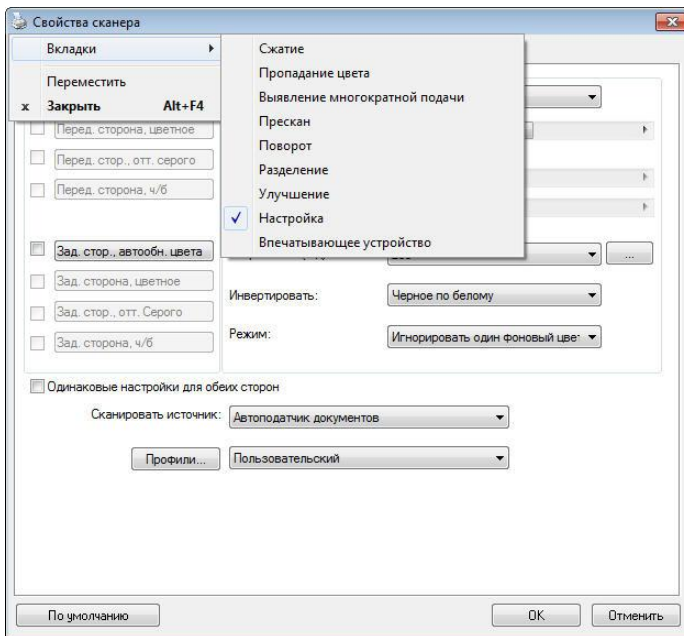 Свойства сканера
Вкладки
Переместить
x Закрыть Alt+F4
Сжатие
Пропадание цвета
Выявление многократной подачи
Прескан
Поворот
Разделение
Улучшение
Настройка
Впечатывающее устройство
Перед. сторона, цветное
Перед. стор., отт. серого
Перед. сторона, ч/б
Зад. стор., автообн. цвета
...
Зад. сторона, цветное
Инвертировать: Черное по белому
Зад. стор., отт. Серого
Режим: Игнорировать один фоновый цвет
Зад. сторона, ч/б
Одинаковые настройки для обеих сторон
Сканировать источник: Автоподатчик документов
Профили... Пользовательский
По умолчанию OK Отменить